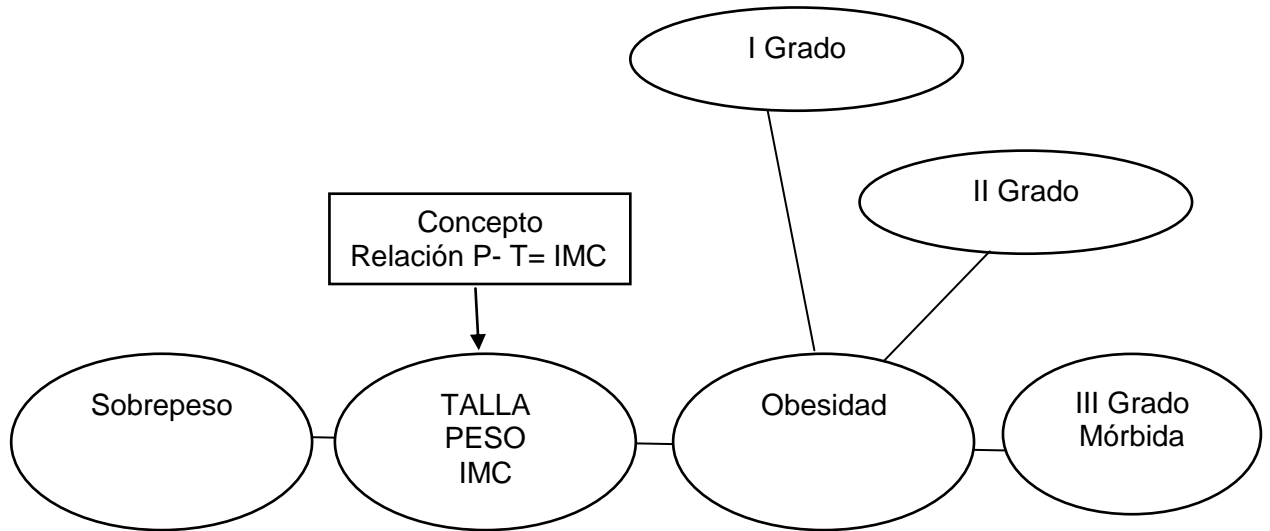 I Grado
II Grado
Concepto
Relación P- T= IMC
Sobrepeso
TALLA
PESO
IMC
Obesidad
III Grado
Mórbida